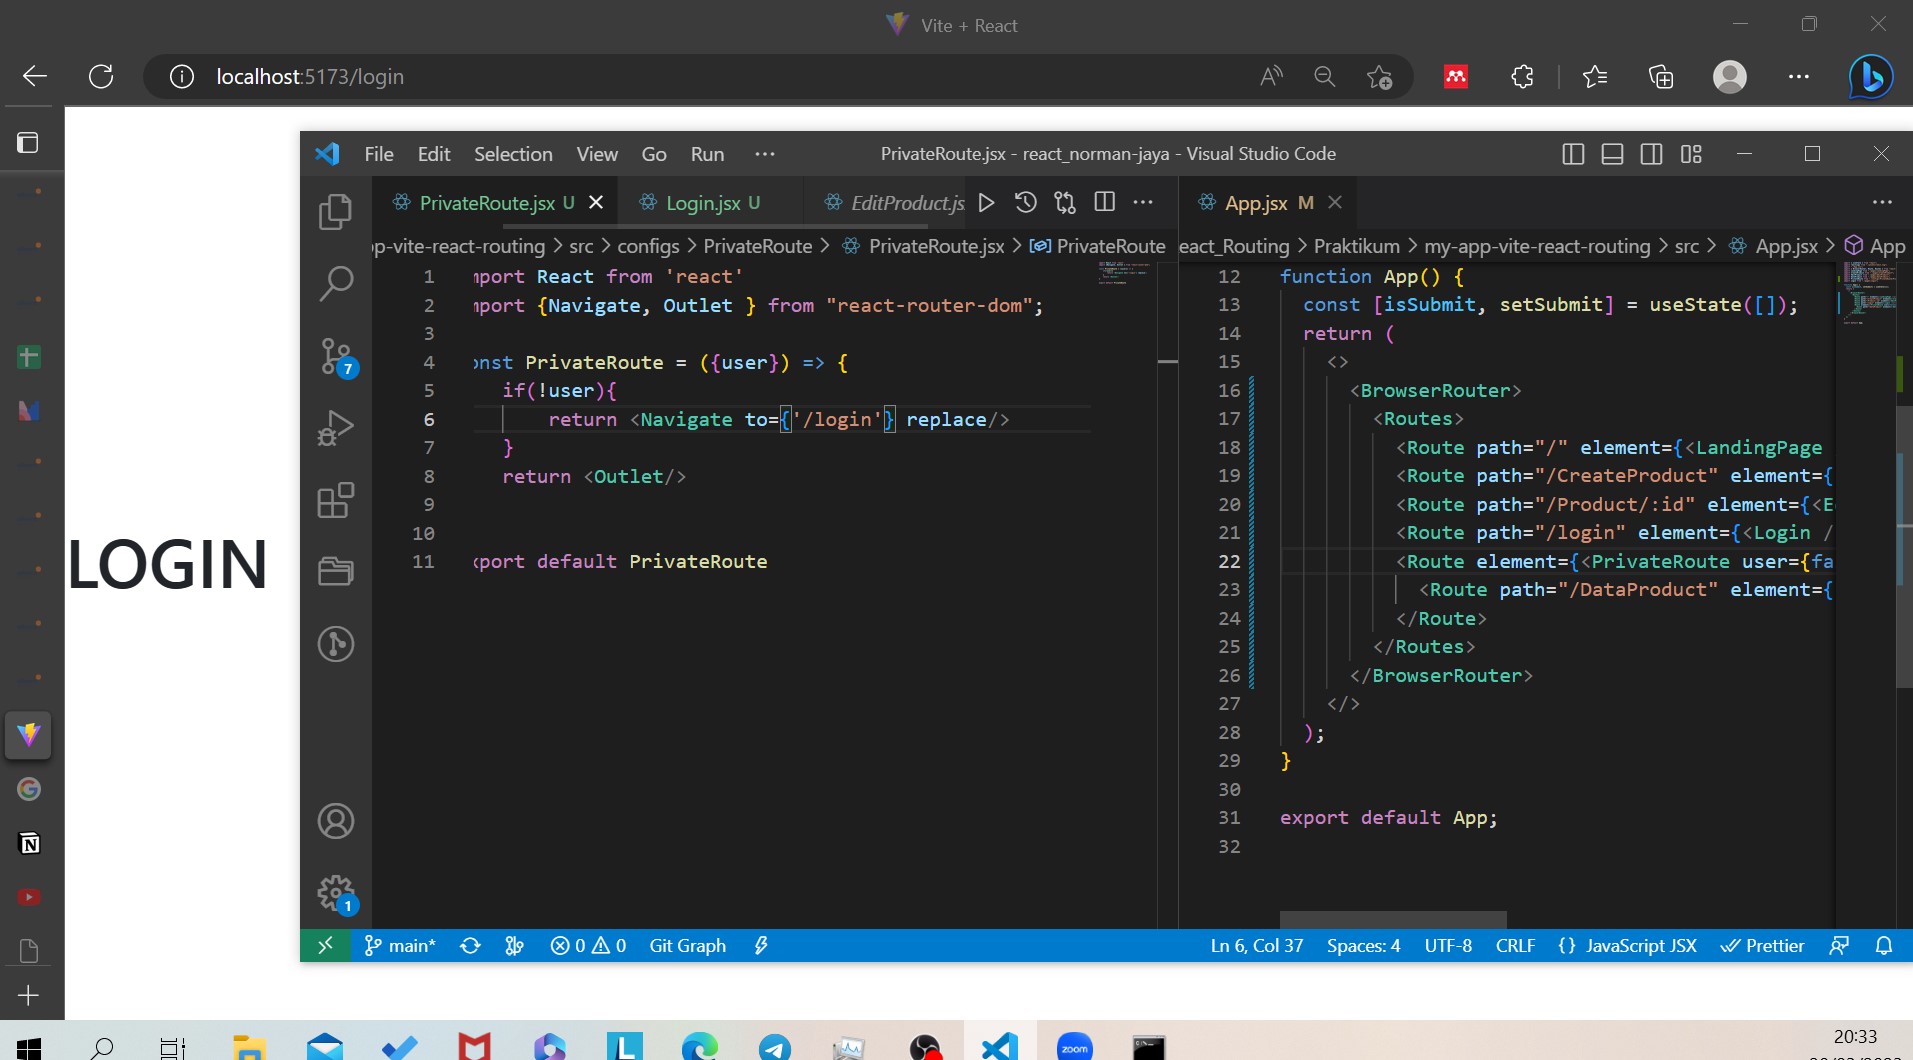 Vite + React
localhost:5173/login
File Edit Selection View Go Run ··· PrivateRoute.jsx - react_norman-jaya - Visual Studio Code
PrivateRoute.jsx U Login.jsx U EditProduct.js App.jsx M
p-vite-react-routing > src > configs > PrivateRoute > PrivateRoute.jsx > PrivateRoute
eact_Routing > Praktikum > my-app-vite-react-routing > src > App.jsx > App
1 mport React from 'react'
2 mport {Navigate, Outlet } from "react-router-dom";
3
4 onst PrivateRoute = ({user}) => {
5 if(!user){
6 return <Navigate to={'/login'} replace/>
7 }
8 return <Outlet/>
9
10
11 xport default PrivateRoute
12 function App() {
13 const [isSubmit, setSubmit] = useState([]);
14 return (
15 <>
16 <BrowserRouter>
17 <Routes>
18 <Route path="/" element={<LandingPage
19 <Route path="/CreateProduct" element={
20 <Route path="/Product/:id" element={<E
21 <Route path="/login" element={<Login /
22 <Route element={<PrivateRoute user={fa
23 <Route path="/DataProduct" element={
24 </Route>
25 </Routes>
26 </BrowserRouter>
27 </>
28 );
29 }
30
31 export default App;
32
LOGIN
7
1
main* 0 0 Git Graph Ln 6, Col 37 Spaces: 4 UTF-8 CRLF {} JavaScript JSX Prettier
zoom
20:33